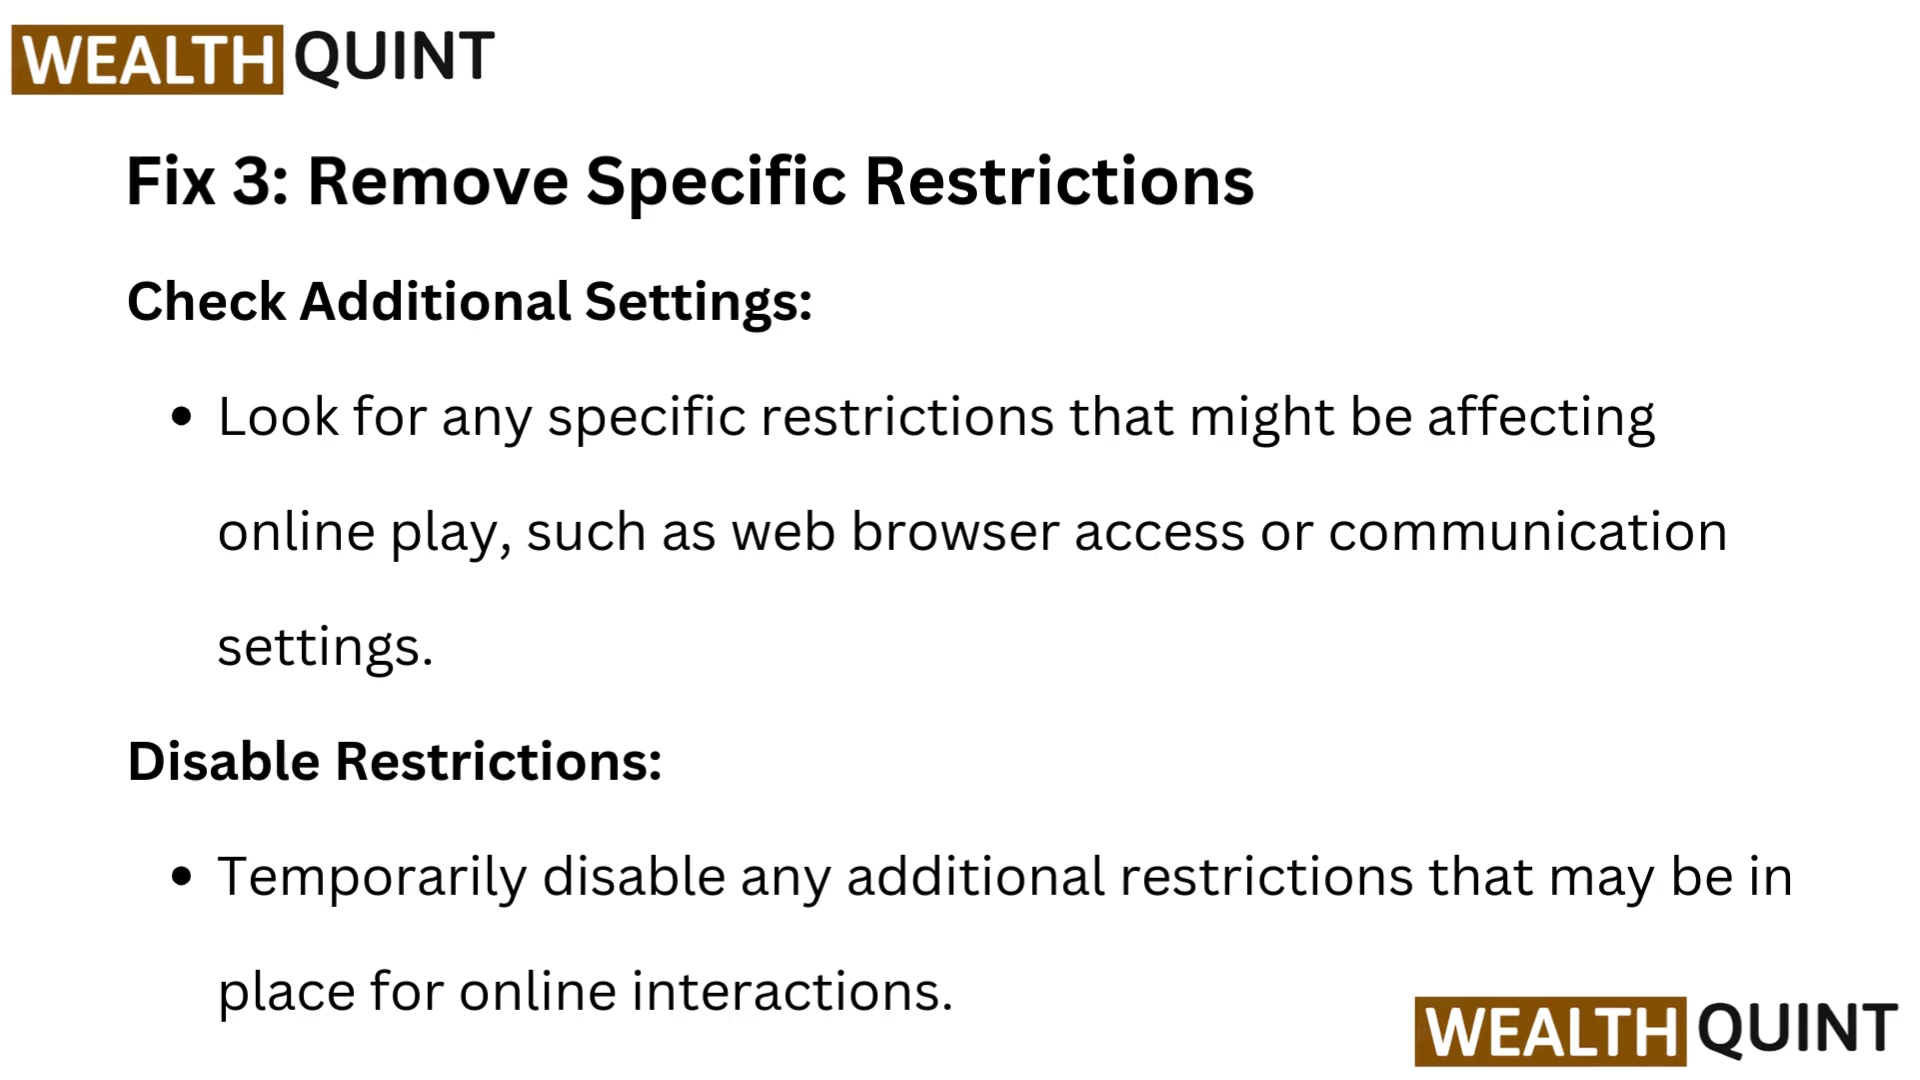 WEALTH QUINT
Fix 3: Remove Specific Restrictions
Check Additional Settings:
• Look for any specific restrictions that might be affecting
online play, such as web browser access or communication
settings.
Disable Restrictions:
• Temporarily disable any additional restrictions that may be in
place for online interactions.
WEALTH QUINT